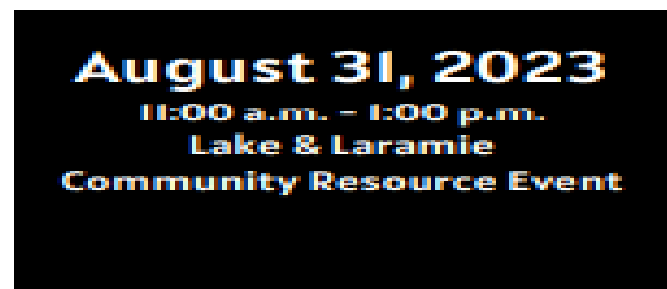 August 31, 2023
11:00 a.m. – 1:00 p.m.
Lake & Laramie
Community Resource Event